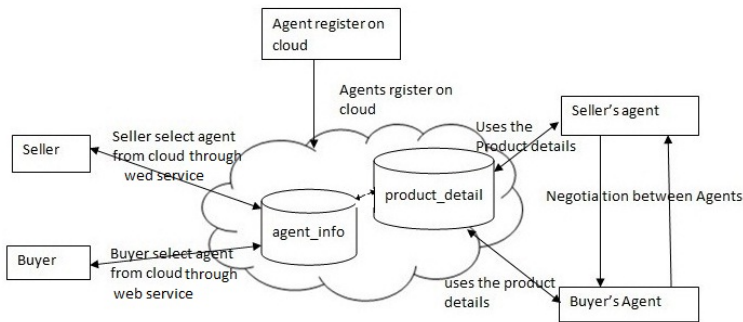 Agent register on
cloud
Agents rgister on
cloud
Seller's agent
Uses the
Product details
Seller select agent
from cloud through
wed service
Seller
product_detail
Negotiation between Agents
agent_info
Buyer
Buyer select agent
from cloud through
web service
uses the product
details
Buyer's Agent